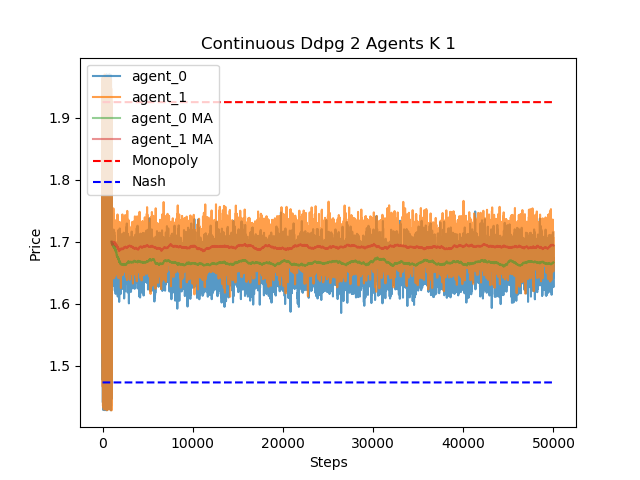 Continuous Ddpg 2 Agents K 1
agent_0
agent_1
agent_0 MA
agent_1 MA
Monopoly
Nash
1.9
1.8
1.7
1.6
1.5
Price
0
10000
20000
30000
40000
50000
Steps